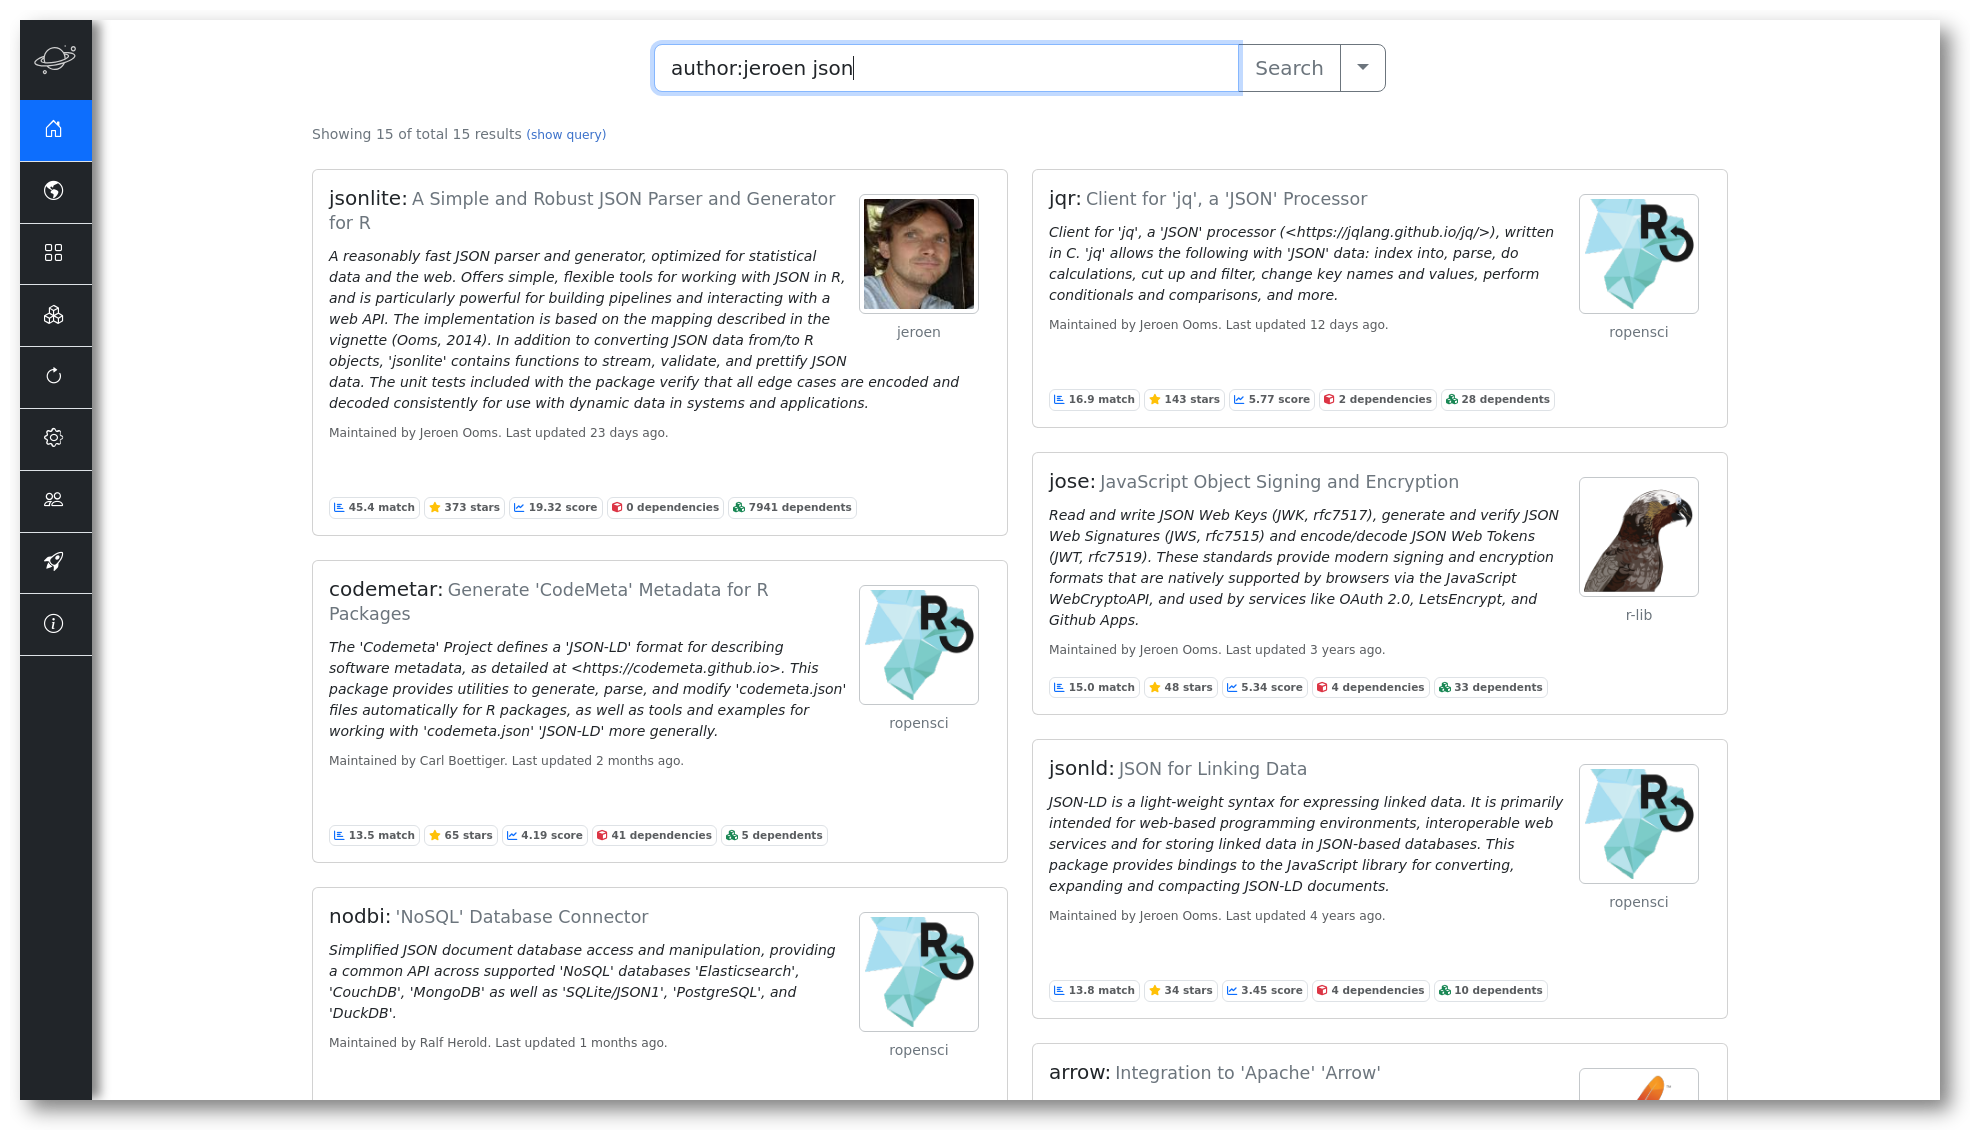 author:jeroen json
Search
Showing 15 of total 15 results (show query)
jsonlite: A Simple and Robust JSON Parser and Generator
for R
A reasonably fast JSON parser and generator, optimized for statistical
data and the web. Offers simple, flexible tools for working with JSON in R,
and is particularly powerful for building pipelines and interacting with a
web API. The implementation is based on the mapping described in the
vignette (Ooms, 2014). In addition to converting JSON data from/to R
objects, 'jsonlite' contains functions to stream, validate, and prettify JSON
data. The unit tests included with the package verify that all edge cases are encoded and
decoded consistently for use with dynamic data in systems and applications.
jeroen
Maintained by Jeroen Ooms. Last updated 23 days ago.
45.4 match 373 stars 19.32 score 0 dependencies 7941 dependents
codemetar: Generate 'CodeMeta' Metadata for R
Packages
The 'Codemeta' Project defines a 'JSON-LD' format for describing
software metadata, as detailed at <https://codemeta.github.io>. This
package provides utilities to generate, parse, and modify 'codemeta.json'
files automatically for R packages, as well as tools and examples for
working with 'codemeta.json' 'JSON-LD' more generally.
R
ropensci
Maintained by Carl Boettiger. Last updated 2 months ago.
13.5 match 65 stars 4.19 score 41 dependencies 5 dependents
nodbi: 'NoSQL' Database Connector
Simplified JSON document database access and manipulation, providing
a common API across supported 'NoSQL' databases 'Elasticsearch',
'CouchDB', 'MongoDB' as well as 'SQLite/JSON1', 'PostgreSQL', and
'DuckDB'.
R
Maintained by Ralf Herold. Last updated 1 months ago.
ropensci
jqr: Client for 'jq', a 'JSON' Processor
Client for 'jq', a 'JSON' processor (<https://jqlang.github.io/jq/>), written
in C. 'jq' allows the following with 'JSON' data: index into, parse, do
calculations, cut up and filter, change key names and values, perform
conditionals and comparisons, and more.
R
Maintained by Jeroen Ooms. Last updated 12 days ago.
ropensci
16.9 match 143 stars 5.77 score 2 dependencies 28 dependents
jose: JavaScript Object Signing and Encryption
Read and write JSON Web Keys (JWK, rfc7517), generate and verify JSON
Web Signatures (JWS, rfc7515) and encode/decode JSON Web Tokens
(JWT, rfc7519). These standards provide modern signing and encryption
formats that are natively supported by browsers via the JavaScript
WebCryptoAPI, and used by services like OAuth 2.0, LetsEncrypt, and
Github Apps.
r-lib
Maintained by Jeroen Ooms. Last updated 3 years ago.
15.0 match 48 stars 5.34 score 4 dependencies 33 dependents
jsonld: JSON for Linking Data
JSON-LD is a light-weight syntax for expressing linked data. It is primarily
intended for web-based programming environments, interoperable web
services and for storing linked data in JSON-based databases. This
package provides bindings to the JavaScript library for converting,
expanding and compacting JSON-LD documents.
R
ropensci
Maintained by Jeroen Ooms. Last updated 4 years ago.
13.8 match 34 stars 3.45 score 4 dependencies 10 dependents
arrow: Integration to 'Apache' 'Arrow'